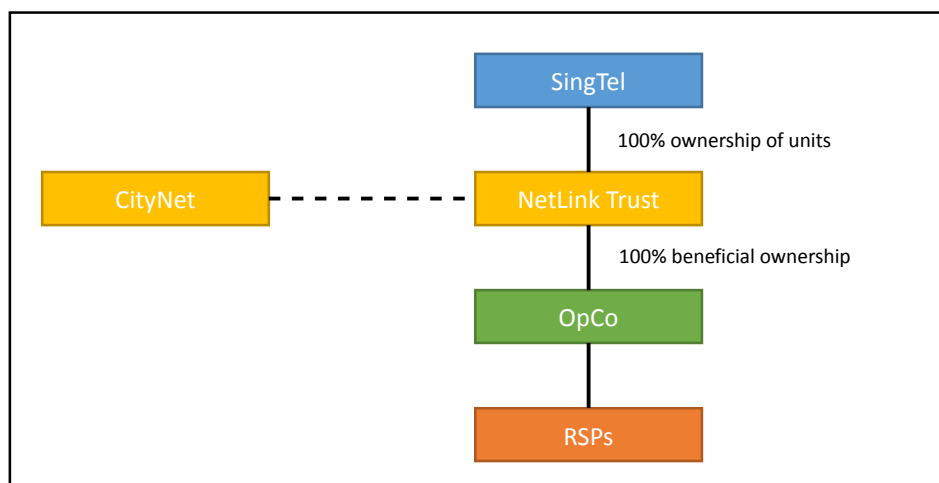 SingTel
100% ownership of units
CityNet
NetLink Trust
100% beneficial ownership
OpCo
RSPs